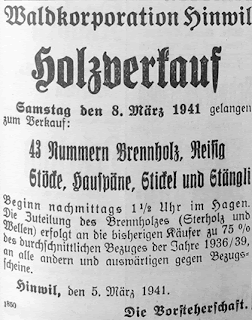 Waldkorporation Hinwil
Holzverkauf
Samstag den 8. März 1941 gelangen
zum Verkauf:
43 Nummern Brennholz, Reisig
Stöcke, Hauspäne, Stickel und Stängli
Beginn nachmittags 1½ Uhr im Hagen.
Die Zuteilung des Brennholzes (Sterholz und
Wellen) erfolgt an die bisherigen Käufer zu 75 %
des durchschnittlichen Bezuges der Jahre 1936/39,
an alle andern und auswärtigen gegen Bezugs-
scheine.
Hinwil, den 5. März 1941.
1860 Die Vorsteherschaft.